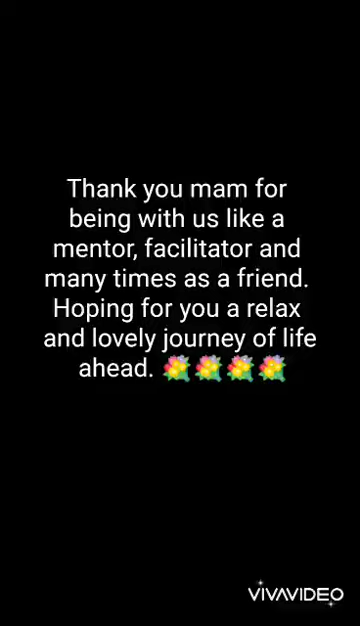 Thank you mam for
being with us like a
mentor, facilitator and
many times as a friend.
Hoping for you a relax
and lovely journey of life
ahead. 💐💐💐💐
VIVAVIDEO